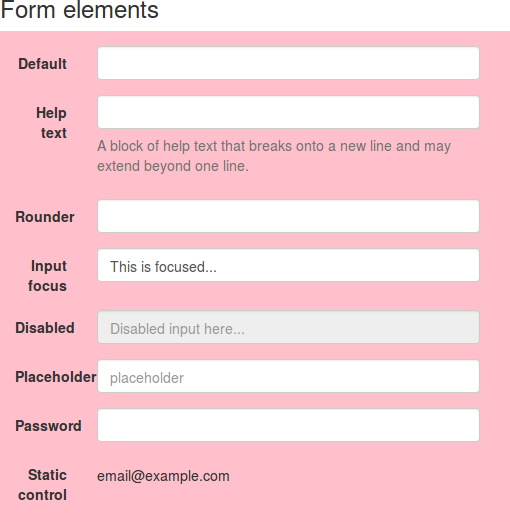 Form elements
Default
Help
text
A block of help text that breaks onto a new line and may
extend beyond one line.
Rounder
Input
focus
This is focused...
Disabled
Disabled input here...
Placeholder
placeholder
Password
Static
control
email@example.com